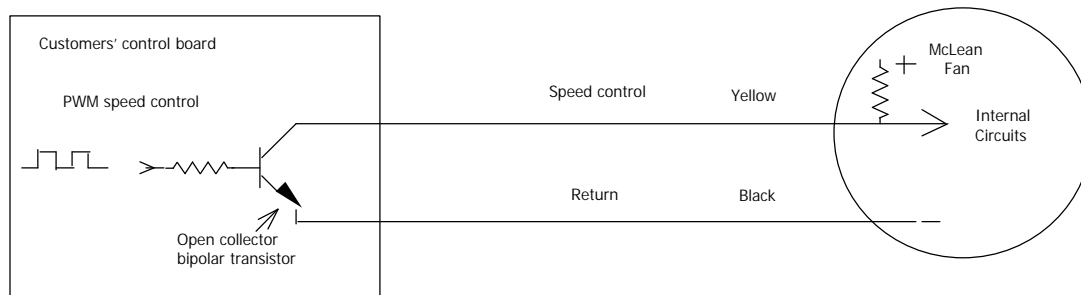 Customers' control board
PWM speed control
Open collector
bipolar transistor
Speed control
Yellow
Return
Black
McLean
Fan
Internal
Circuits